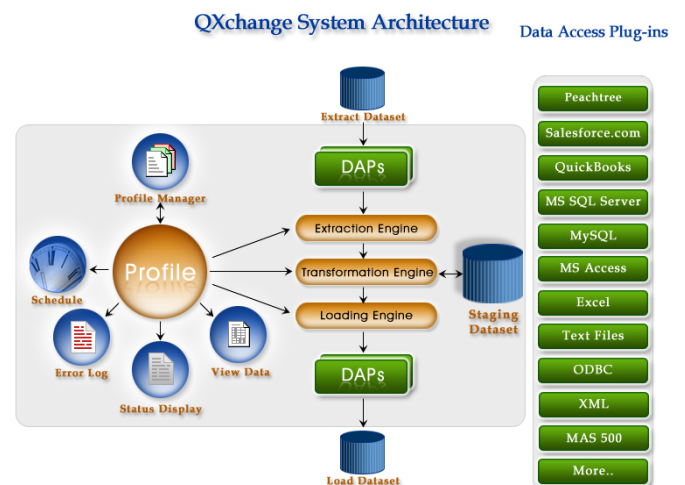 QXchange System Architecture
Data Access Plug-ins
Extract Dataset
DAPs
Profile Manager
Extraction Engine
Profile
Transformation Engine
Schedule
Loading Engine
Staging
Dataset
Error Log
View Data
Status Display
DAPs
Load Dataset
Peachtree
Salesforce.com
QuickBooks
MS SQL Server
MySQL
MS Access
Excel
Text Files
ODBC
XML
MAS 500
More..